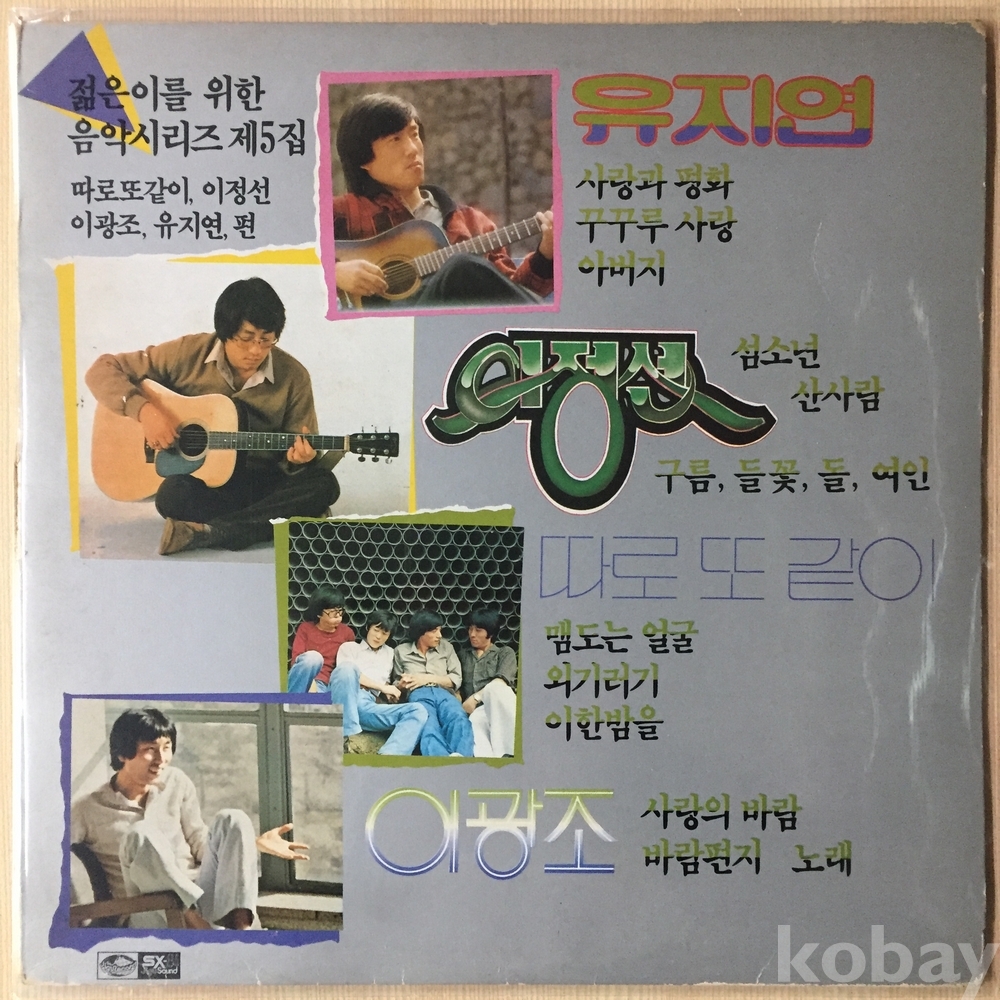 젊은이를 위한
음악시리즈 제5집
따로또같이, 이정선
이광조, 유지연, 편
유지연
사랑과 평화
꾸꾸루 사랑
아버지
이정선
섬소년
산사람
구름, 들꽃, 돌, 여인
따로 또 같이
맴도는 얼굴
외기러기
이한밤을
이광조
사랑의 바람
바람편지 노래
SX-
Sound
kobay